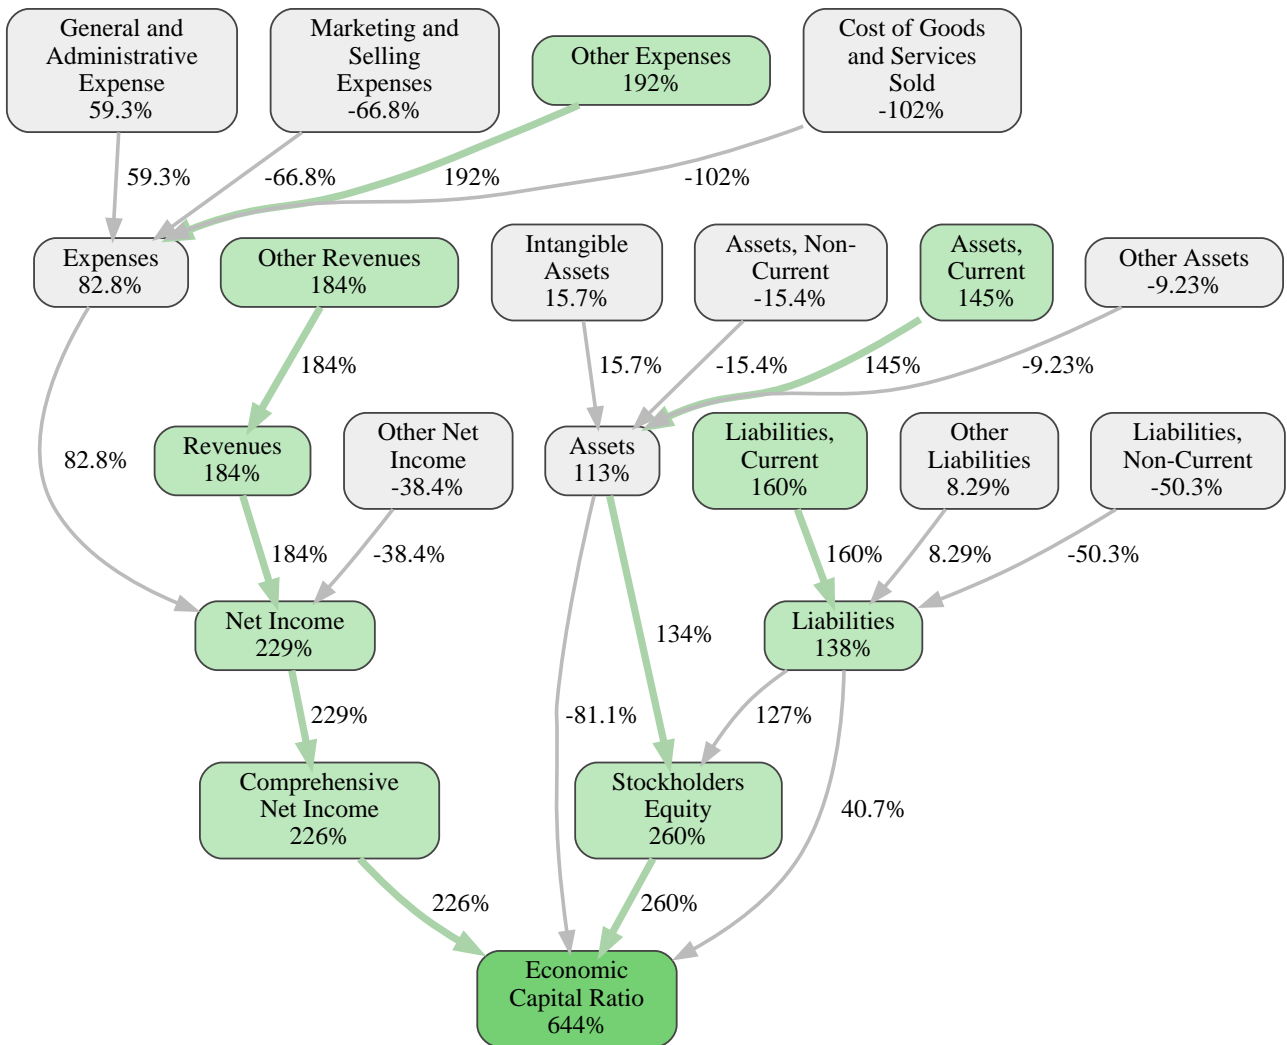 General and
Administrative
Expense
59.3%
Marketing and
Selling
Expenses
-66.8%
Other Expenses
192%
Cost of Goods
and Services
Sold
-102%
59.3%
-66.8%
192%
-102%
Expenses
82.8%
Other Revenues
184%
Intangible
Assets
15.7%
Assets, Non-
Current
-15.4%
Assets,
Current
145%
Other Assets
-9.23%
184%
15.7%
-15.4%
145%
-9.23%
82.8%
Revenues
184%
Other Net
Income
-38.4%
Assets
113%
Liabilities,
Current
160%
Other
Liabilities
8.29%
Liabilities,
Non-Current
-50.3%
184%
-38.4%
160%
8.29%
-50.3%
Net Income
229%
134%
Liabilities
138%
229%
-81.1%
127%
Comprehensive
Net Income
226%
Stockholders
Equity
260%
40.7%
226%
260%
Economic
Capital Ratio
644%